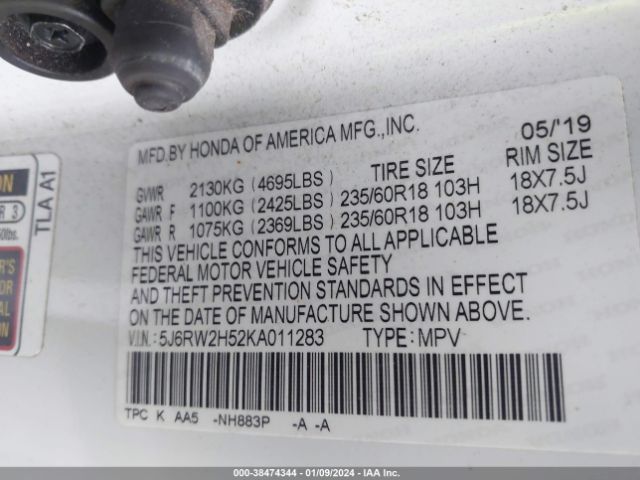 MFD. BY HONDA OF AMERICA MFG., INC. 05/'19
TIRE SIZE RIM SIZE
GVWR 2130KG (4695LBS)
GAWR F 1100KG (2425LBS) 235/60R18 103H 18X7.5J
GAWR R 1075KG (2369LBS) 235/60R18 103H 18X7.5J
THIS VEHICLE CONFORMS TO ALL APPLICABLE
FEDERAL MOTOR VEHICLE SAFETY
AND THEFT PREVENTION STANDARDS IN EFFECT
ON THE DATE OF MANUFACTURE SHOWN ABOVE.
V.I.N.: 5J6RW2H52KA011283 TYPE: MPV
TPC K AA5 -NH883P -A -A
TLA A1
R 3
000-38474344 / 01/09/2024 - IAA Inc.